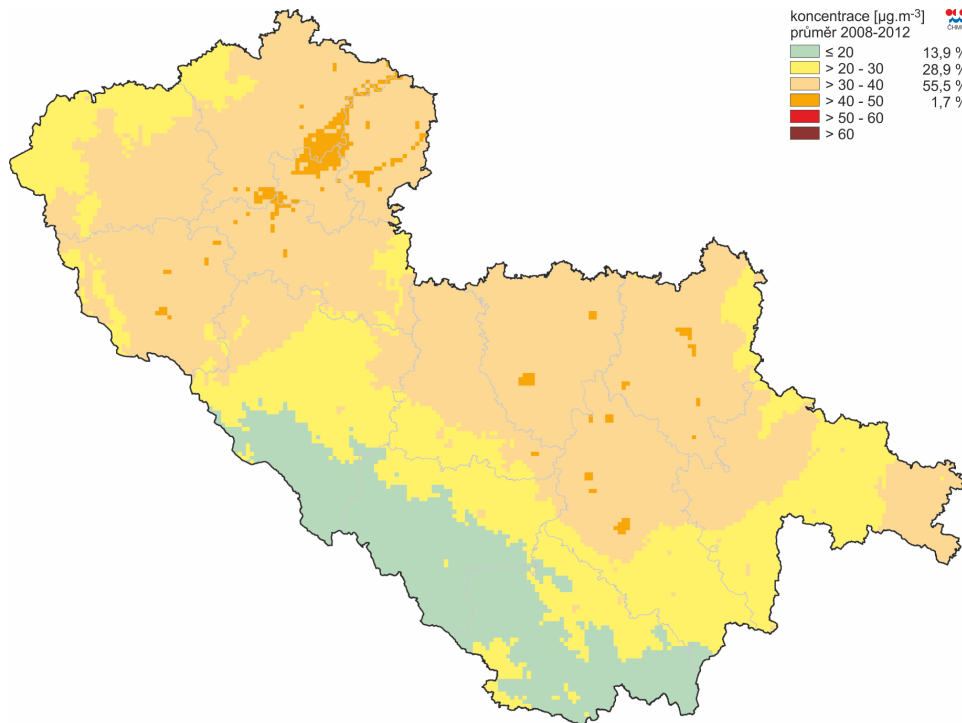 koncentrace [µg.m-3]
průměr 2008-2012
ČHMÚ
≤ 20 13,9 %
> 20 - 30 28,9 %
> 30 - 40 55,5 %
> 40 - 50 1,7 %
> 50 - 60
> 60